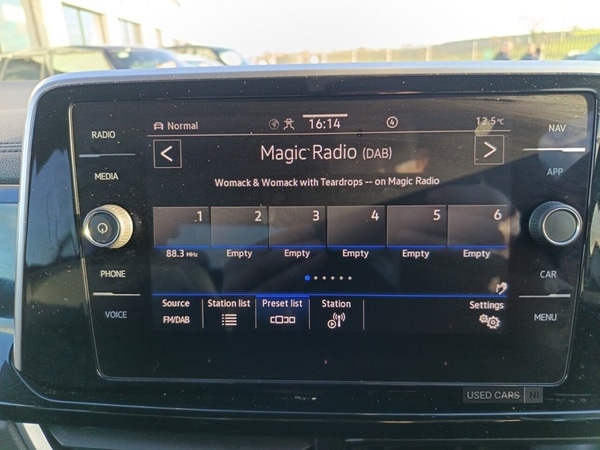 RADIO
MEDIA
PHONE
VOICE
Normal 16:14 4 12.5°C
< Magic Radio (DAB) >
Womack & Womack with Teardrops -- on Magic Radio
1 2 3 4 5 6
88.3 MHz Empty Empty Empty Empty Empty
Source Station list Preset list Station Settings
FM/DAB
NAV
APP
CAR
MENU
USED CARS NI